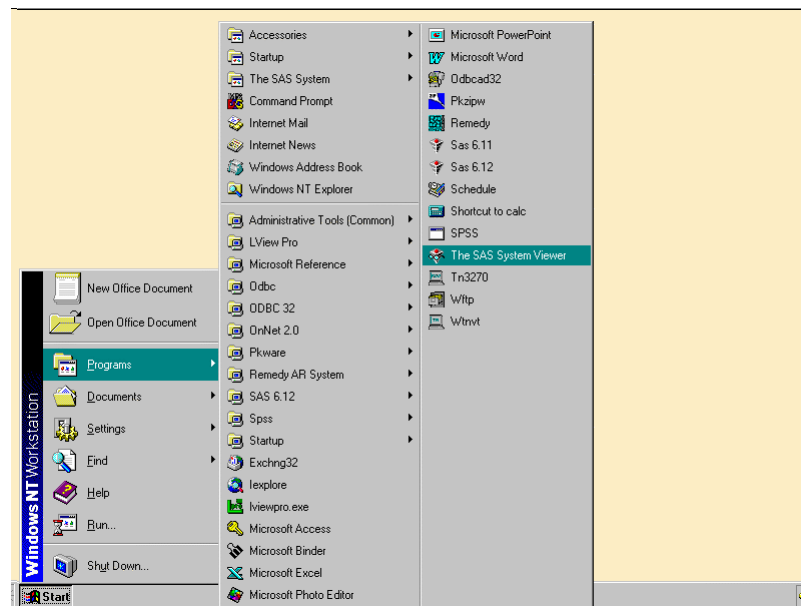 Accessories
Startup
The SAS System
Command Prompt
Internet Mail
Internet News
Windows Address Book
Windows NT Explorer
Administrative Tools (Common)
LView Pro
Microsoft Reference
Odbc
ODBC 32
OnNet 2.0
Pkware
Remedy AR System
SAS 6.12
Spss
Startup
Exchng32
Iexplore
lviewpro.exe
Microsoft Access
Microsoft Binder
Microsoft Excel
Microsoft Photo Editor
Microsoft PowerPoint
Microsoft Word
Odbcad32
Pkzipw
Remedy
Sas 6.11
Sas 6.12
Schedule
Shortcut to calc
SPSS
The SAS System Viewer
Tn3270
Wftp
Wtnvt
New Office Document
Open Office Document
Programs
Documents
Settings
Find
Help
Run...
Shut Down...
Windows NT Workstation
Start